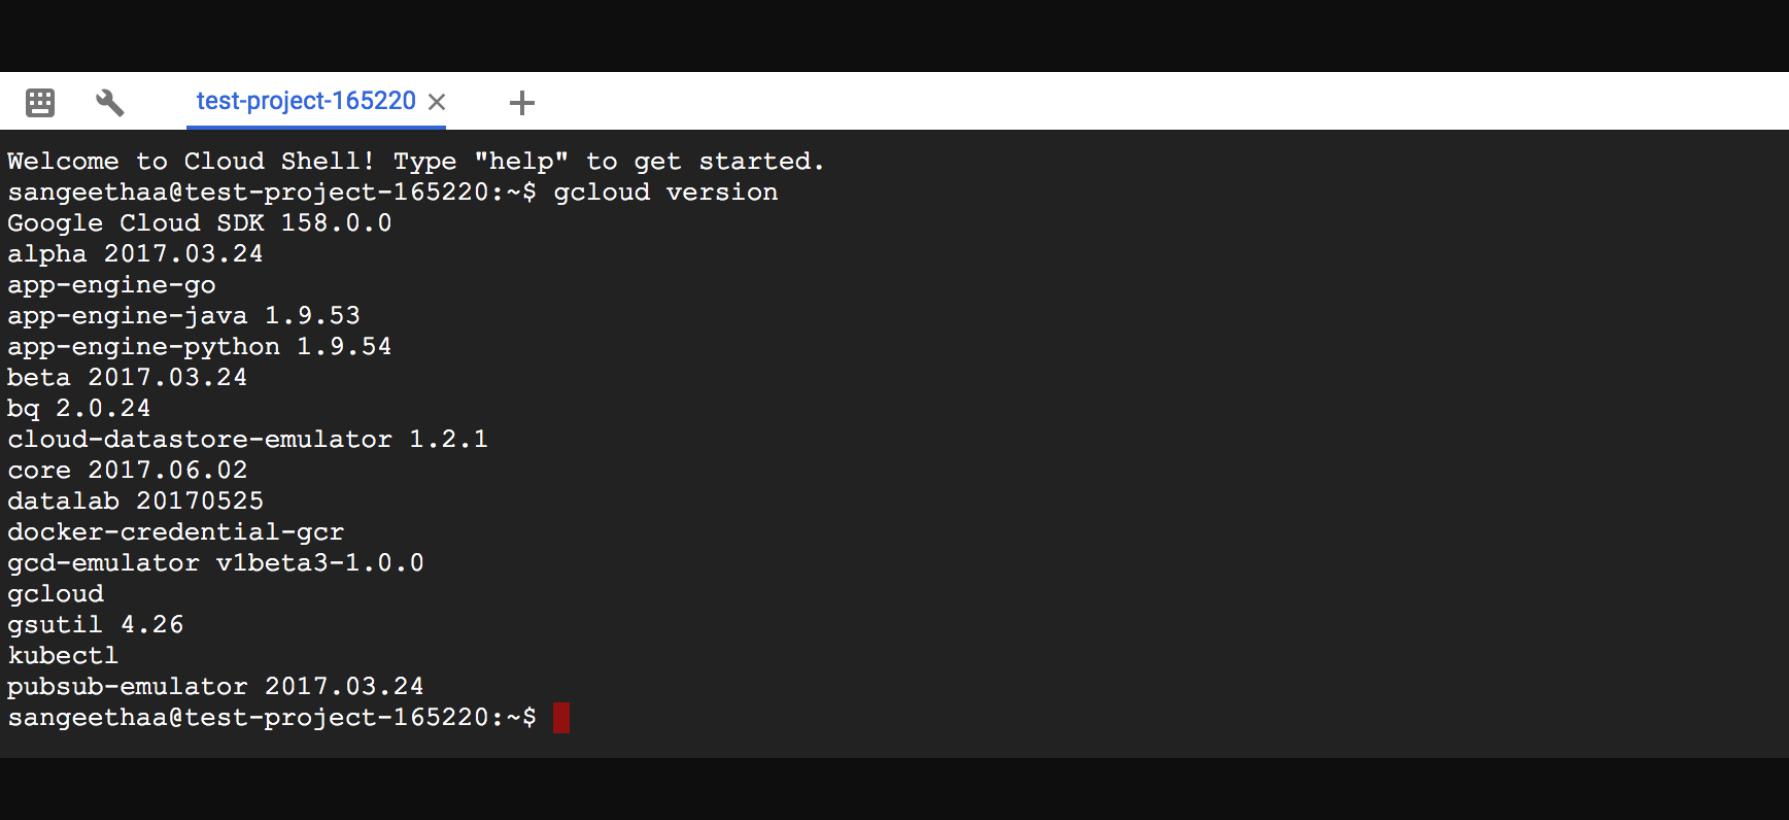 test-project-165220
Welcome to Cloud Shell! Type "help" to get started.
sangeethaa@test-project-165220:~$ gcloud version
Google Cloud SDK 158.0.0
alpha 2017.03.24
app-engine-go
app-engine-java 1.9.53
app-engine-python 1.9.54
beta 2017.03.24
bq 2.0.24
cloud-datastore-emulator 1.2.1
core 2017.06.02
datalab 20170525
docker-credential-gcr
gcd-emulator v1beta3-1.0.0
gcloud
gsutil 4.26
kubectl
pubsub-emulator 2017.03.24
sangeethaa@test-project-165220:~$